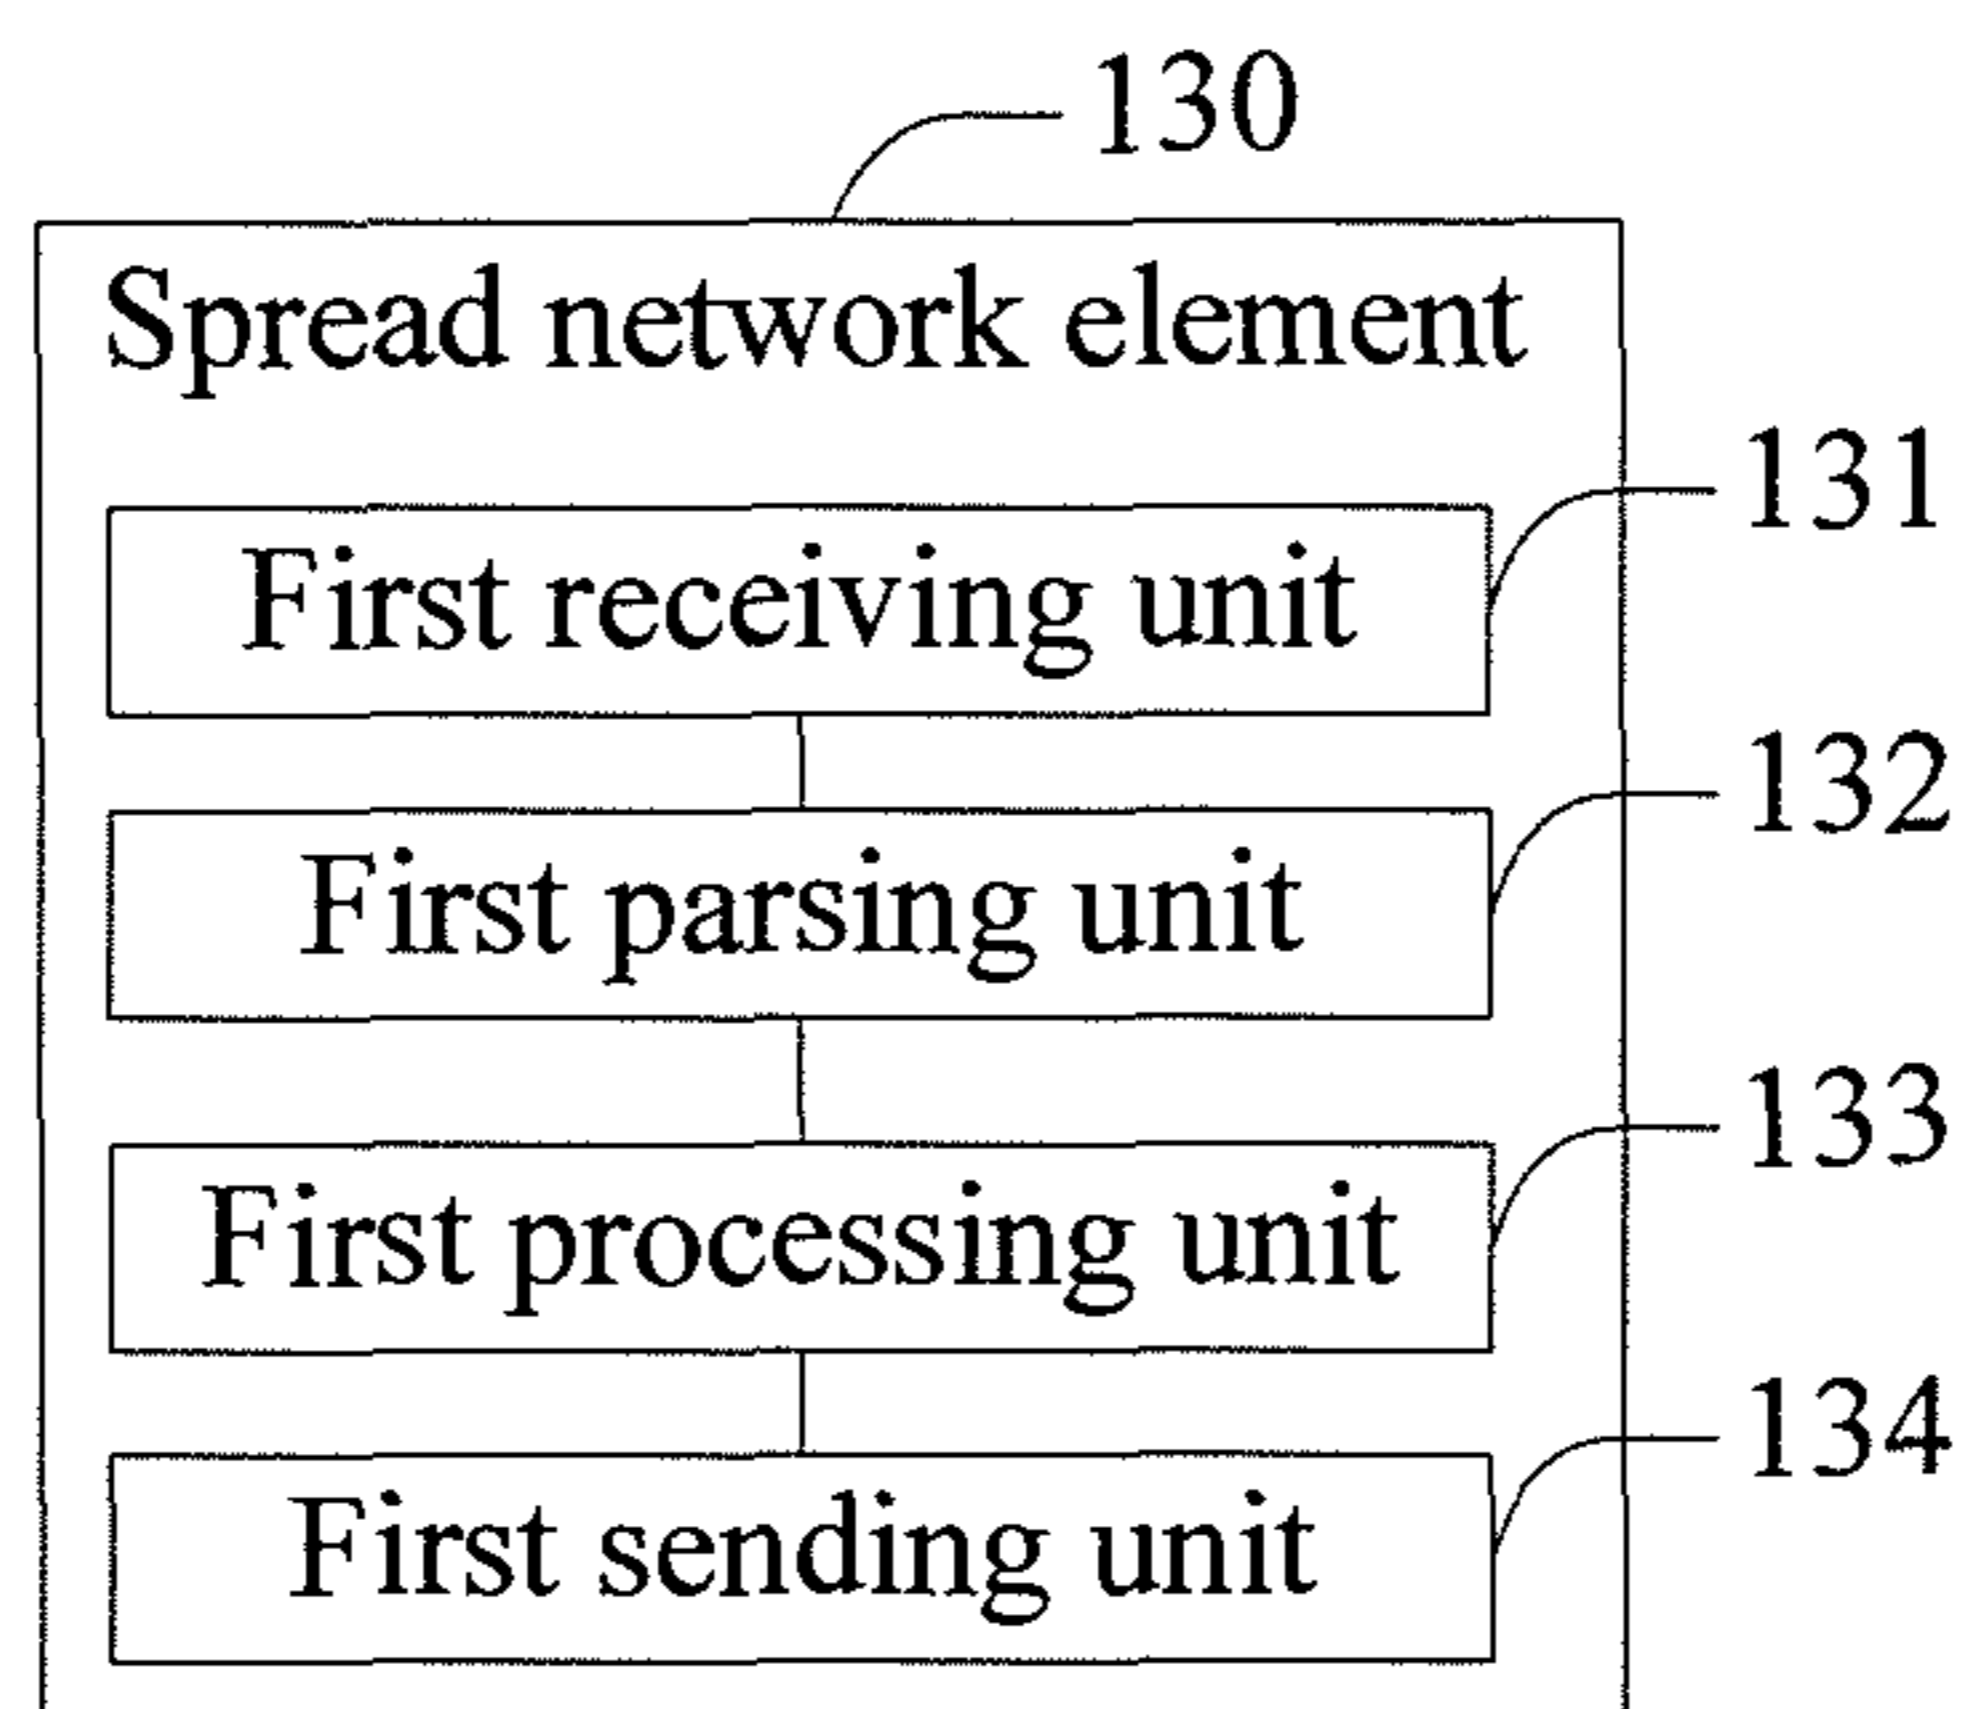 130
Spread network element
131
First receiving unit
132
First parsing unit
133
First processing unit
134
First sending unit